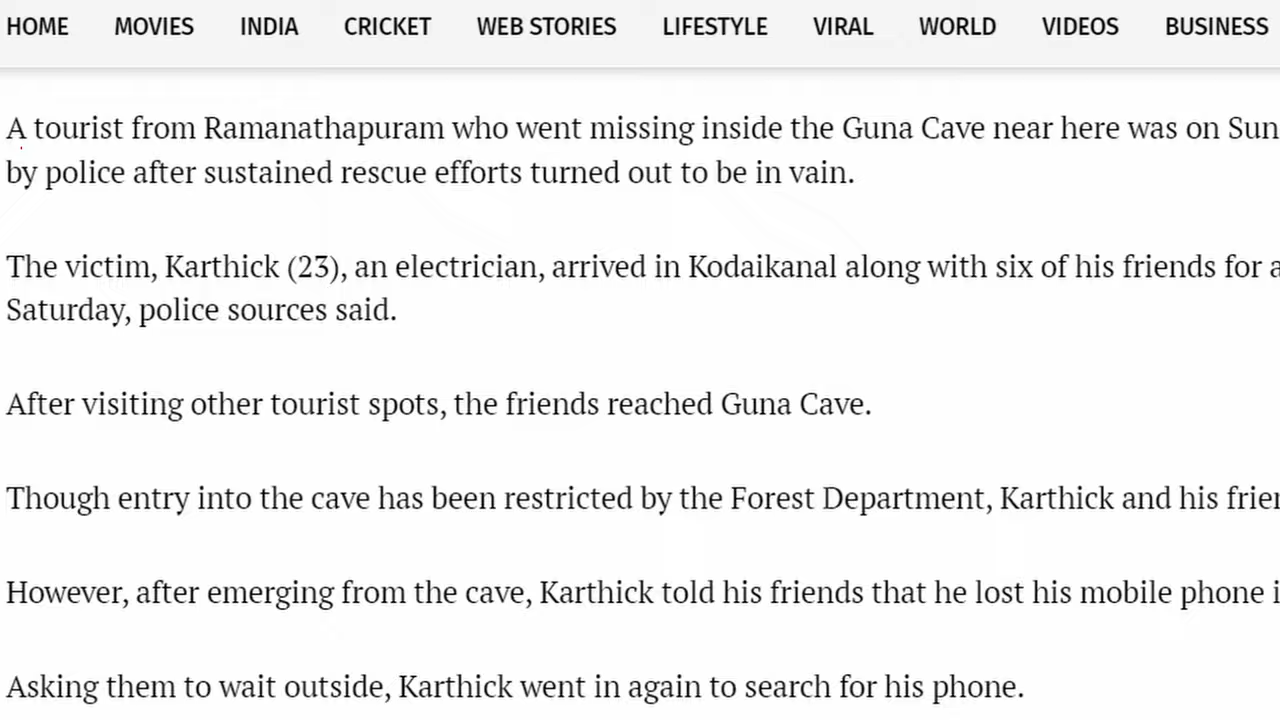 HOME MOVIES INDIA CRICKET WEB STORIES LIFESTYLE VIRAL WORLD VIDEOS BUSINESS
A tourist from Ramanathapuram who went missing inside the Guna Cave near here was on Sun
by police after sustained rescue efforts turned out to be in vain.
The victim, Karthick (23), an electrician, arrived in Kodaikanal along with six of his friends for a
Saturday, police sources said.
After visiting other tourist spots, the friends reached Guna Cave.
Though entry into the cave has been restricted by the Forest Department, Karthick and his frien
However, after emerging from the cave, Karthick told his friends that he lost his mobile phone i
Asking them to wait outside, Karthick went in again to search for his phone.